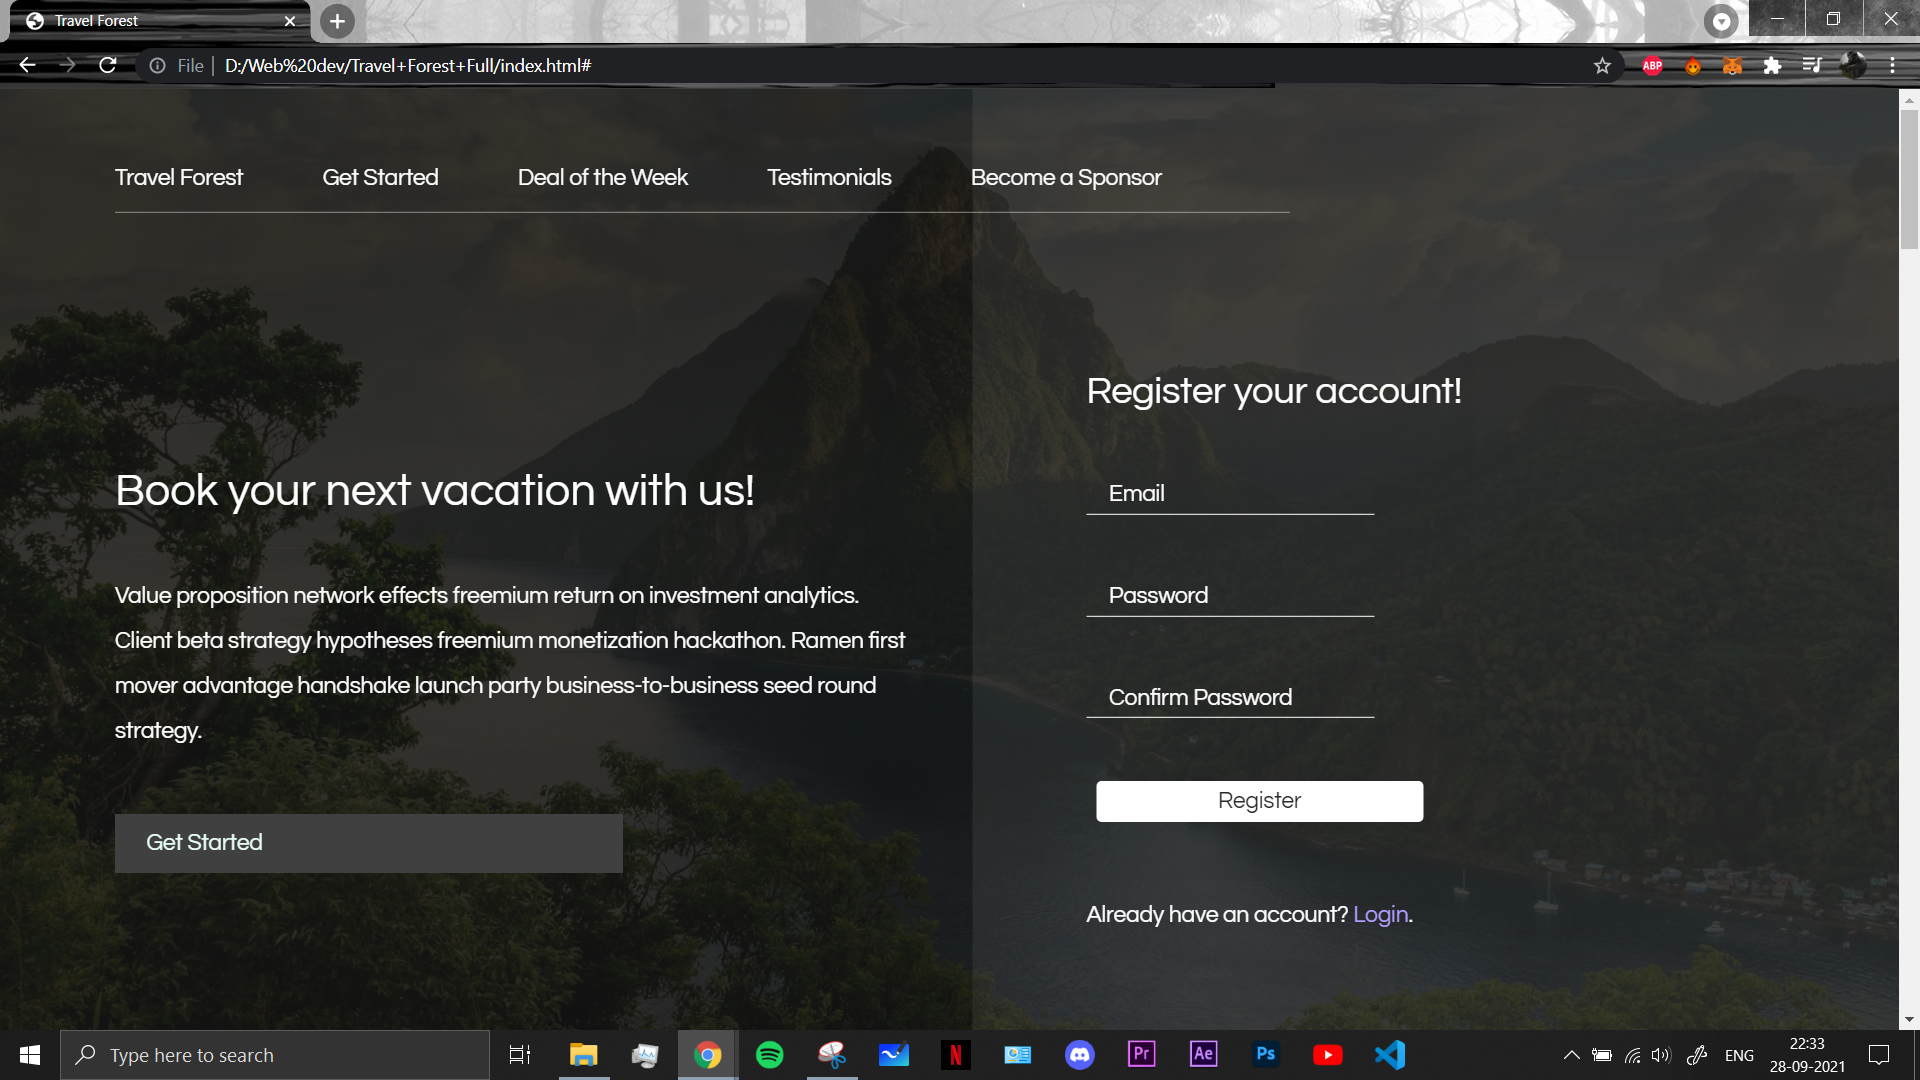 Travel Forest
File
D:/Web%20dev/Travel+Forest+Full/index.html#
ABP
Travel Forest
Get Started
Deal of the Week
Testimonials
Become a Sponsor
Book your next vacation with us!
Value proposition network effects freemium return on investment analytics.
Client beta strategy hypotheses freemium monetization hackathon. Ramen first
mover advantage handshake launch party business-to-business seed round
strategy.
Get Started
Register your account!
Email
Password
Confirm Password
Register
Already have an account? Login.
Type here to search
N
Pr
Ae
Ps
ENG
22:33
28-09-2021